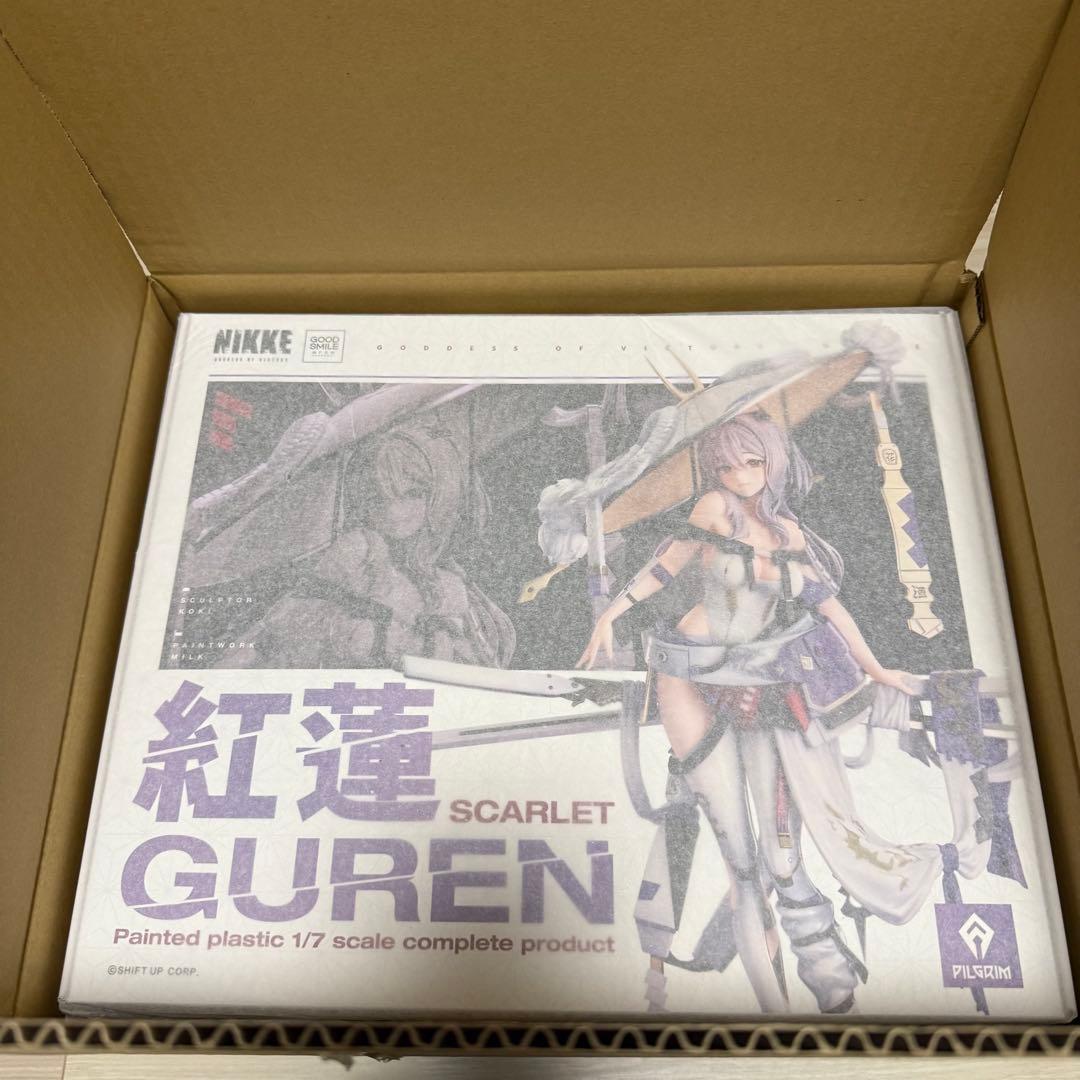 NIKKE
GODDESS OF VICTORY
GOOD
SMILE
GODDESS OF VICTOR
SCULPTOR
KOKI
PAINTWORK
MILK
紅蓮
SCARLET
GUREN
Painted plastic 1/7 scale complete product
©SHIFT UP CORP.
PILGRIM